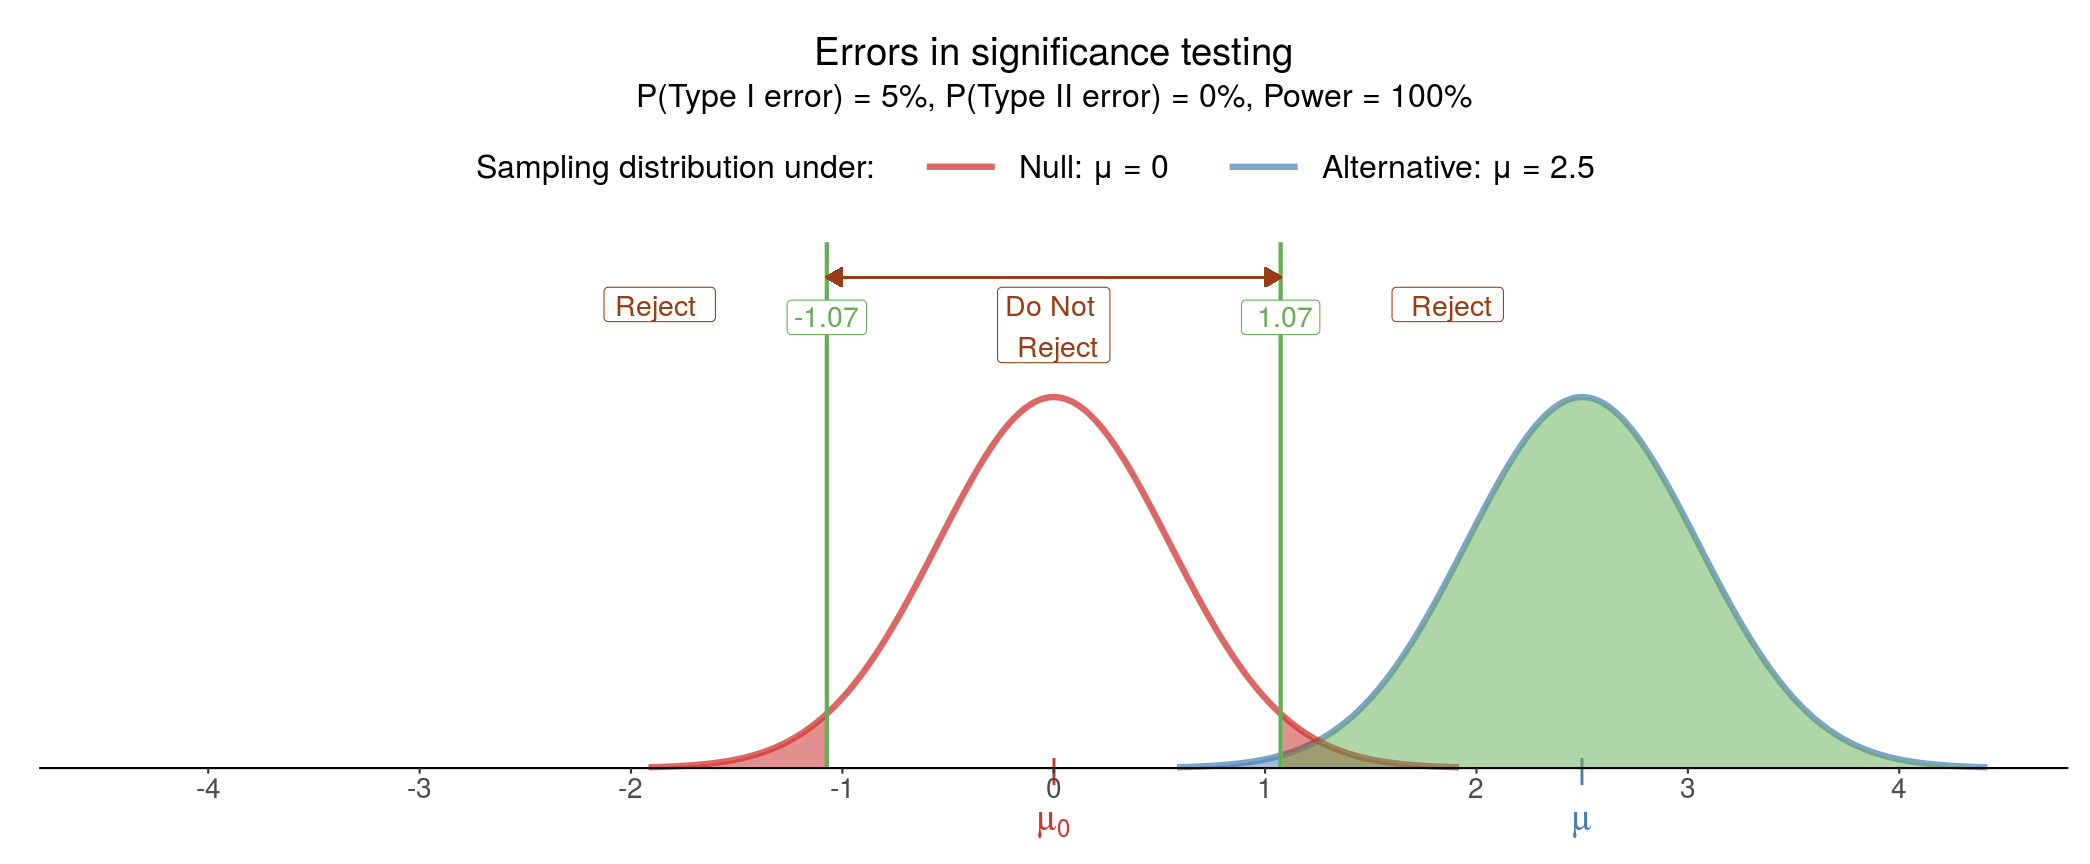 Errors in significance testing
P(Type I error) = 5%, P(Type II error) = 0%, Power = 100%
Sampling distribution under: Null: μ = 0 Alternative: μ = 2.5
Reject
-1.07
Do Not
Reject
1.07
Reject
-4 -3 -2 -1 0 1 2 3 4
μ0 μ